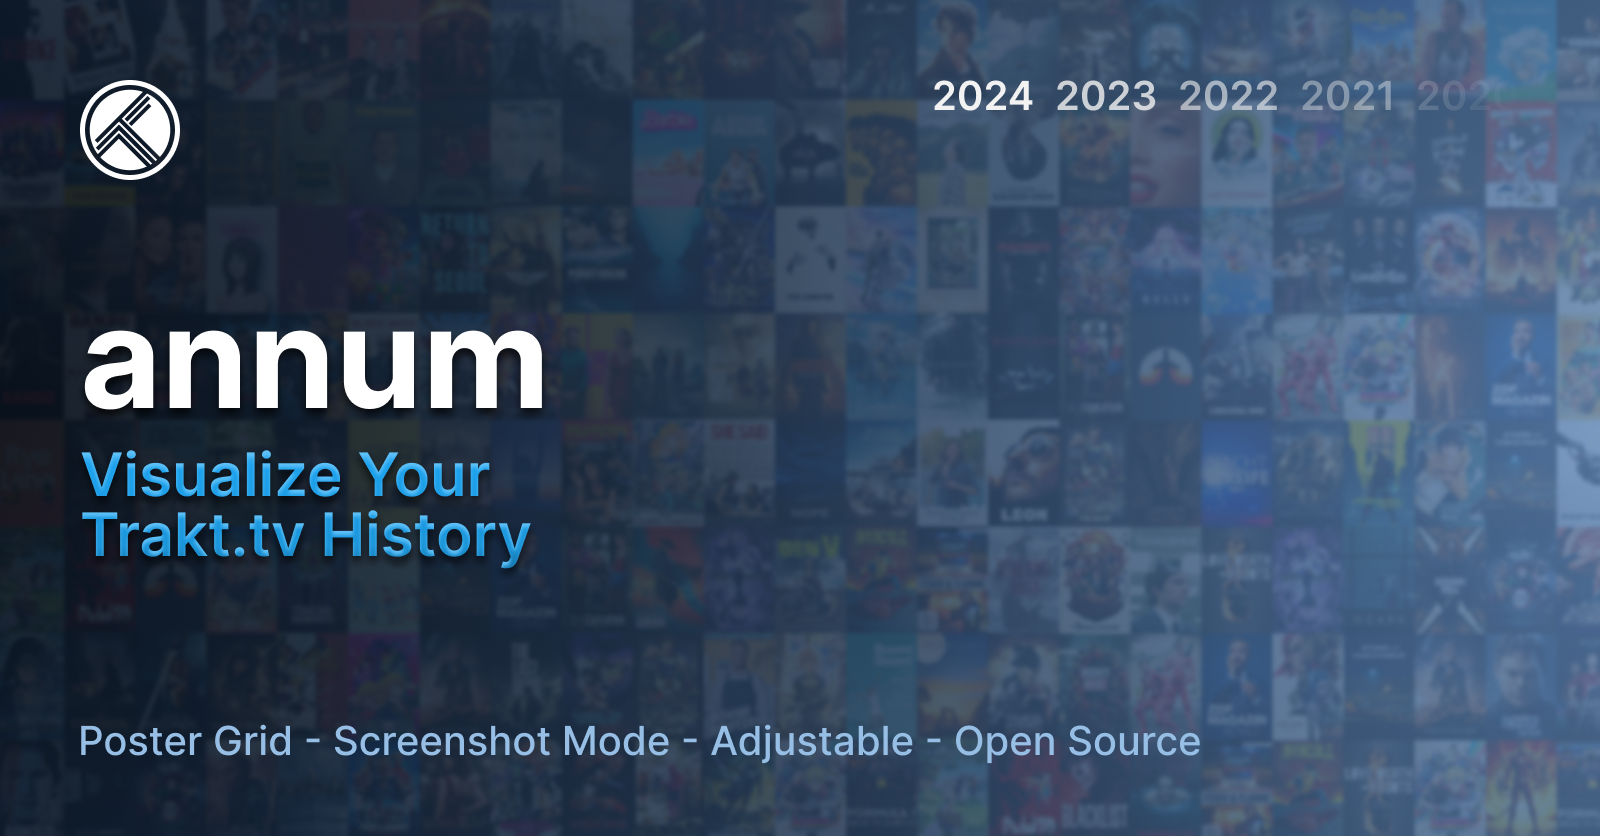 2024 2023 2022 2021
annum
Visualize Your
Trakt.tv History
Poster Grid - Screenshot Mode - Adjustable - Open Source